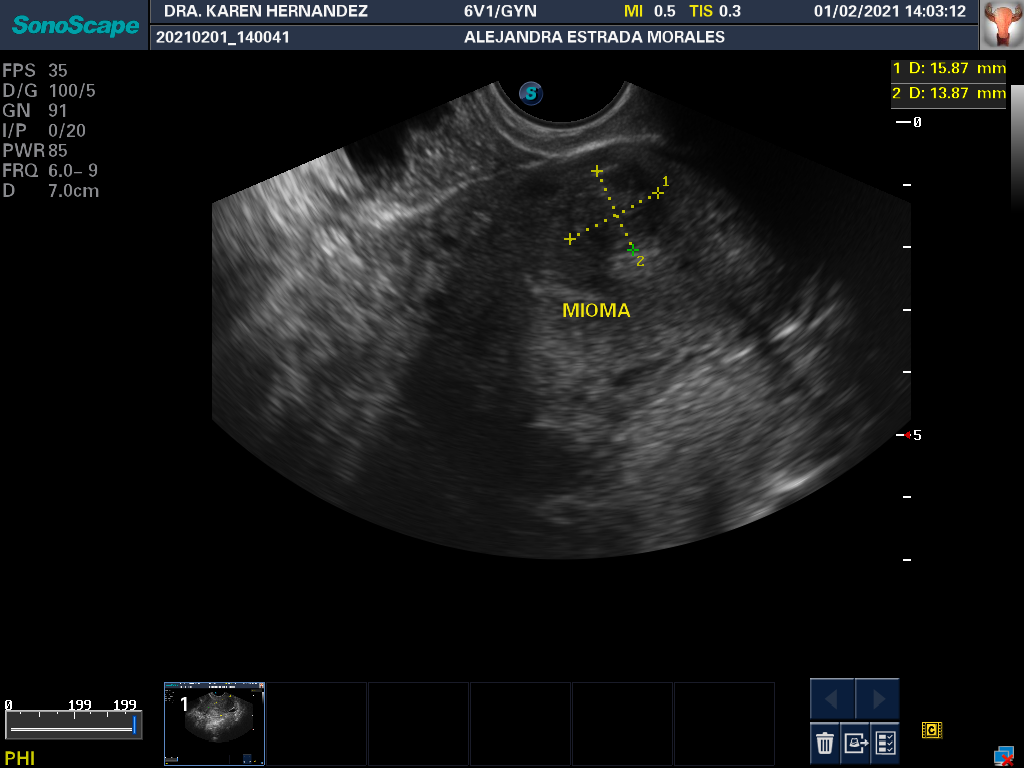 SonoScape
DRA. KAREN HERNANDEZ 6V1/GYN MI 0.5 TIS 0.3 01/02/2021 14:03:12
20210201_140041 ALEJANDRA ESTRADA MORALES
FPS 35
D/G 100/5
GN 91
I/P 0/20
PWR 85
FRQ 6.0- 9
D 7.0cm
1 D: 15.87 mm
2 D: 13.87 mm
S
0
1
2
MIOMA
5
0 199 199
1
PHI
C